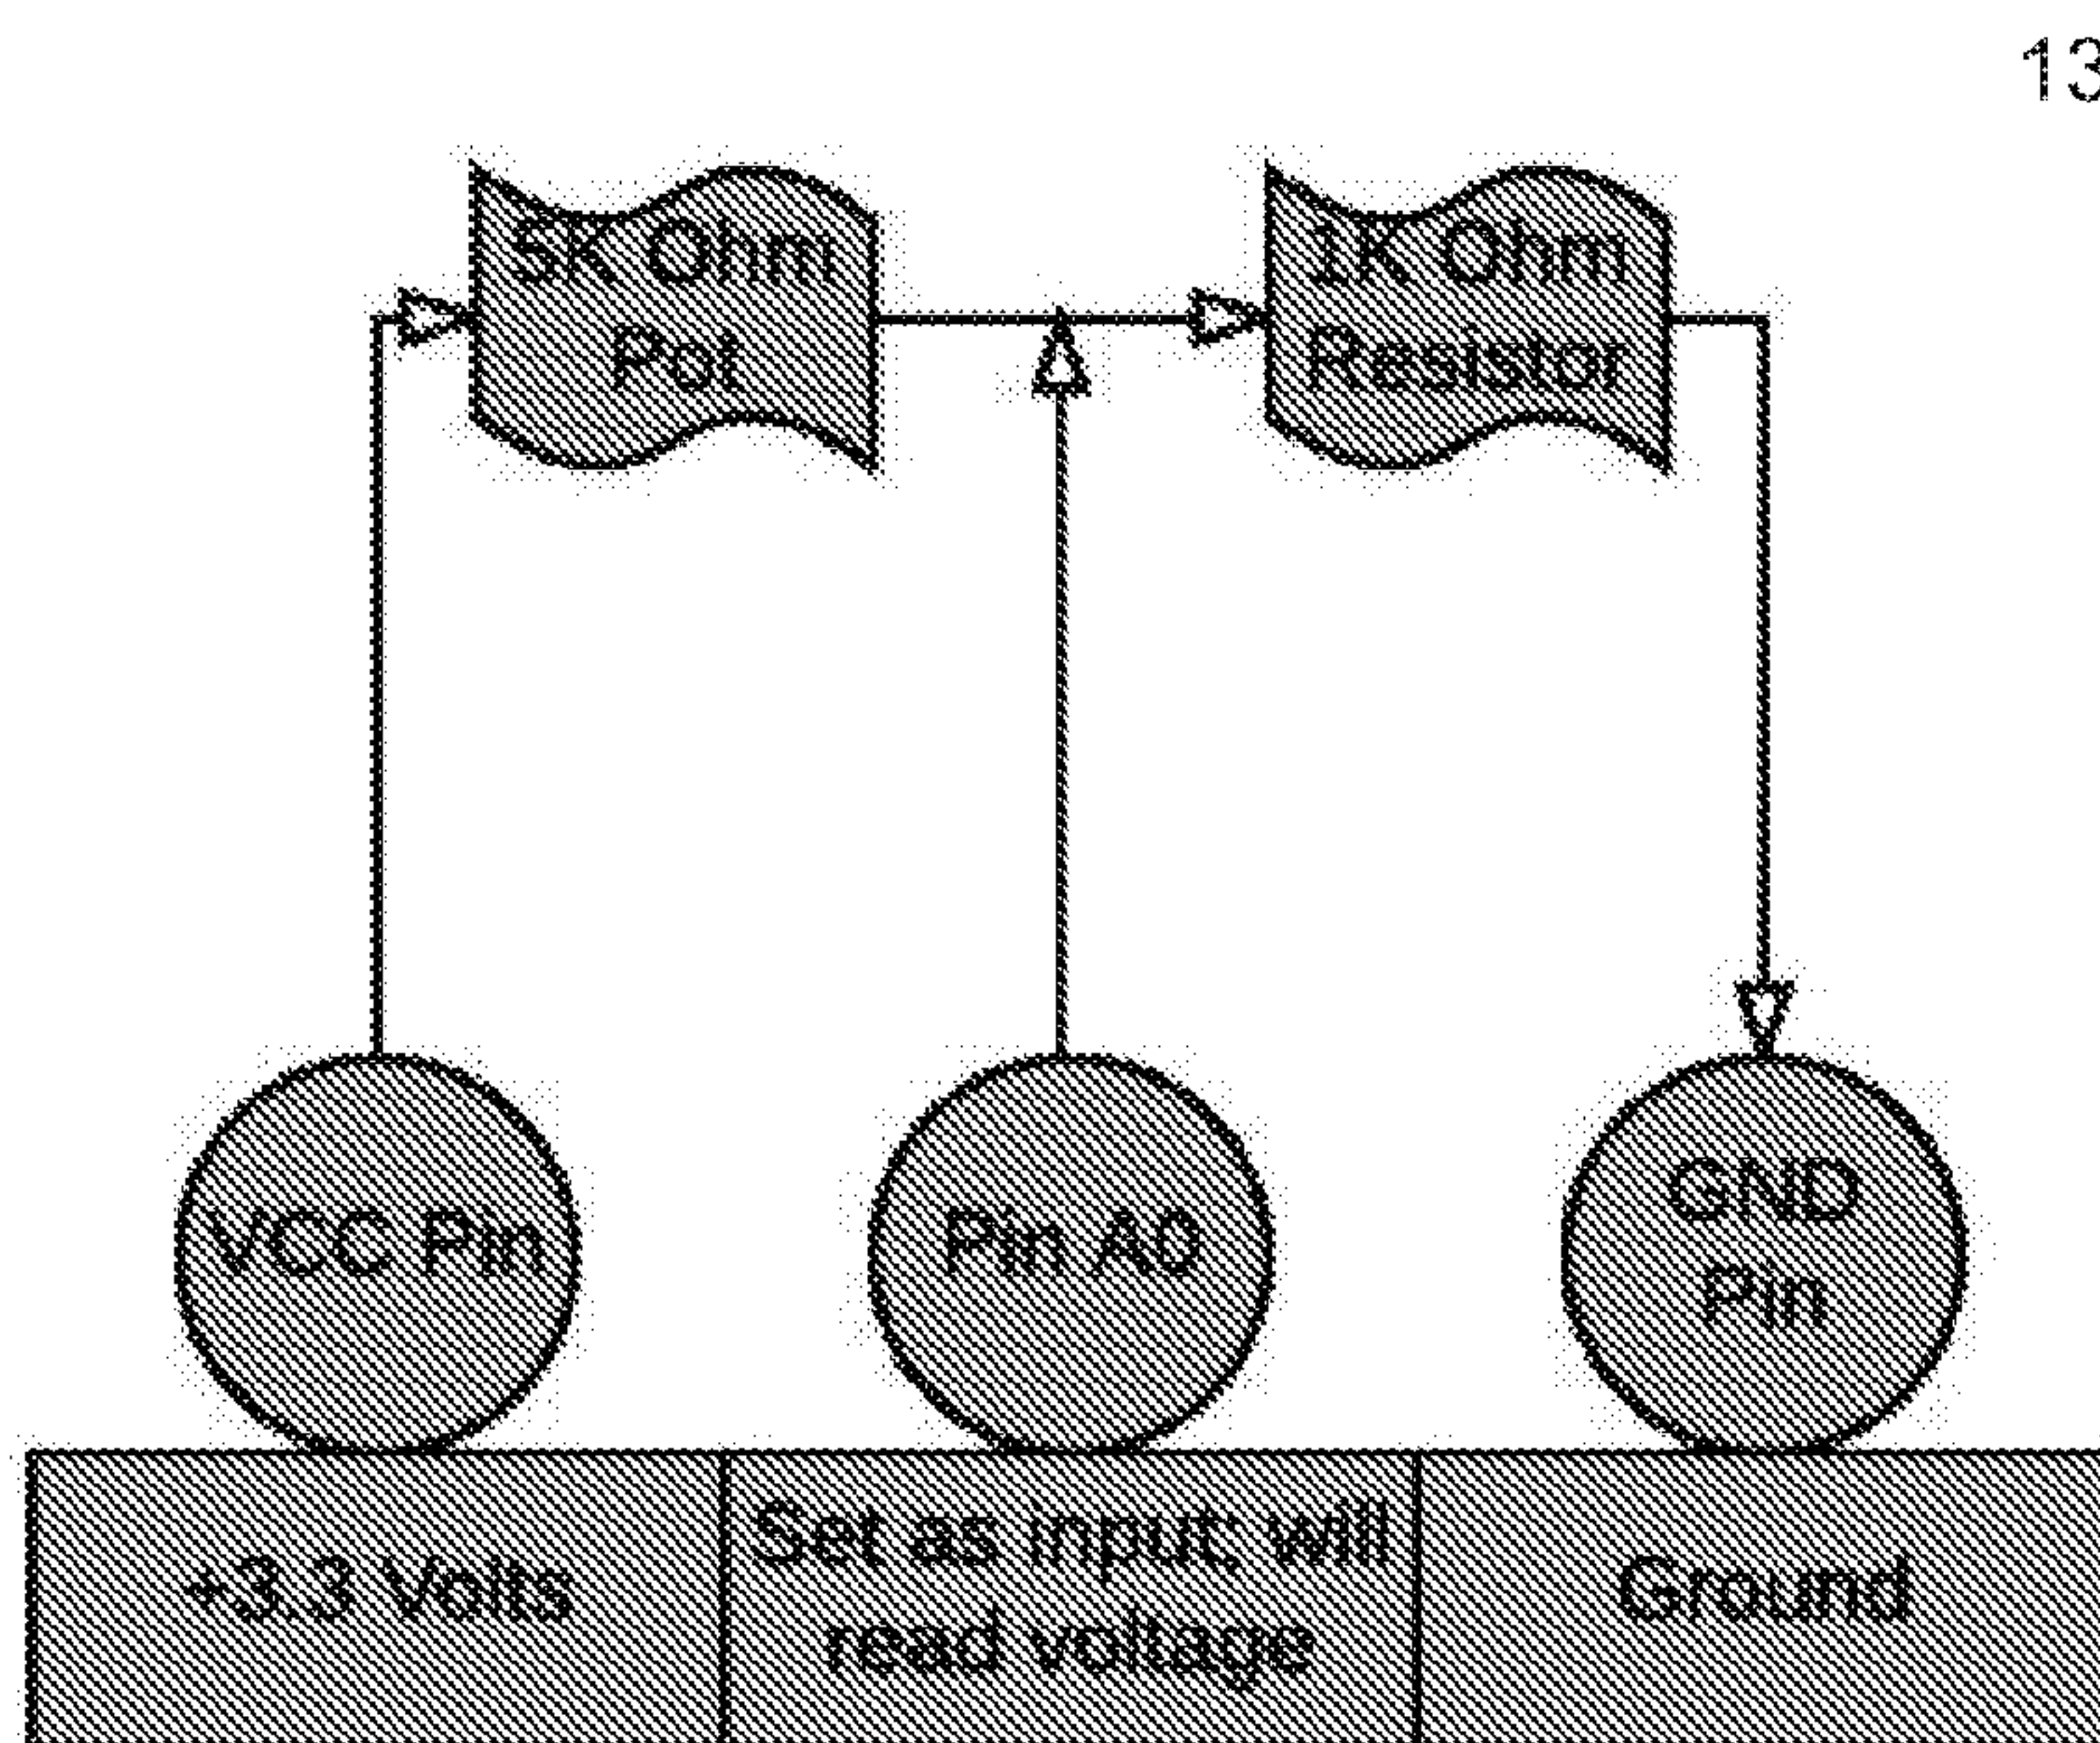 13
5K Ohm
Pot
1K Ohm
Resistor
VCC Pin
Pin A0
GND
Pin
+3.3 Volts
Set as input; will
read voltage
Ground